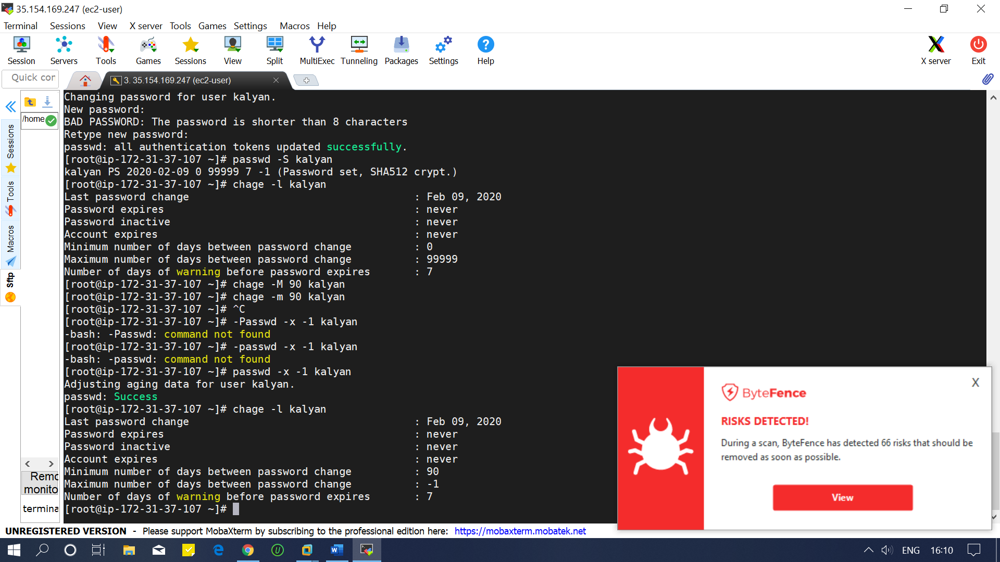 35.154.169.247 (ec2-user)
Terminal Sessions View X server Tools Games Settings Macros Help
Session Servers Tools Games Sessions View Split MultiExec Tunneling Packages Settings Help X server Exit
Quick cor
3. 35.154.169.247 (ec2-user)
/home
Sessions
Tools
Macros
Sftp
Remo
monito
termina
Changing password for user kalyan.
New password:
BAD PASSWORD: The password is shorter than 8 characters
Retype new password:
passwd: all authentication tokens updated successfully.
[root@ip-172-31-37-107 ~]# passwd -S kalyan
kalyan PS 2020-02-09 0 99999 7 -1 (Password set, SHA512 crypt.)
[root@ip-172-31-37-107 ~]# chage -l kalyan
Last password change : Feb 09, 2020
Password expires : never
Password inactive : never
Account expires : never
Minimum number of days between password change : 0
Maximum number of days between password change : 99999
Number of days of warning before password expires : 7
[root@ip-172-31-37-107 ~]# chage -M 90 kalyan
[root@ip-172-31-37-107 ~]# chage -m 90 kalyan
[root@ip-172-31-37-107 ~]# ^C
[root@ip-172-31-37-107 ~]# -Passwd -x -1 kalyan
-bash: -Passwd: command not found
[root@ip-172-31-37-107 ~]# -passwd -x -1 kalyan
-bash: -passwd: command not found
[root@ip-172-31-37-107 ~]# passwd -x -1 kalyan
Adjusting aging data for user kalyan.
passwd: Success
[root@ip-172-31-37-107 ~]# chage -l kalyan
Last password change : Feb 09, 2020
Password expires : never
Password inactive : never
Account expires : never
Minimum number of days between password change : 90
Maximum number of days between password change : -1
Number of days of warning before password expires : 7
[root@ip-172-31-37-107 ~]#
X
ByteFence
RISKS DETECTED!
During a scan, ByteFence has detected 66 risks that should be
removed as soon as possible.
View
UNREGISTERED VERSION - Please support MobaXterm by subscribing to the professional edition here: https://mobaxterm.mobatek.net
ENG 16:10